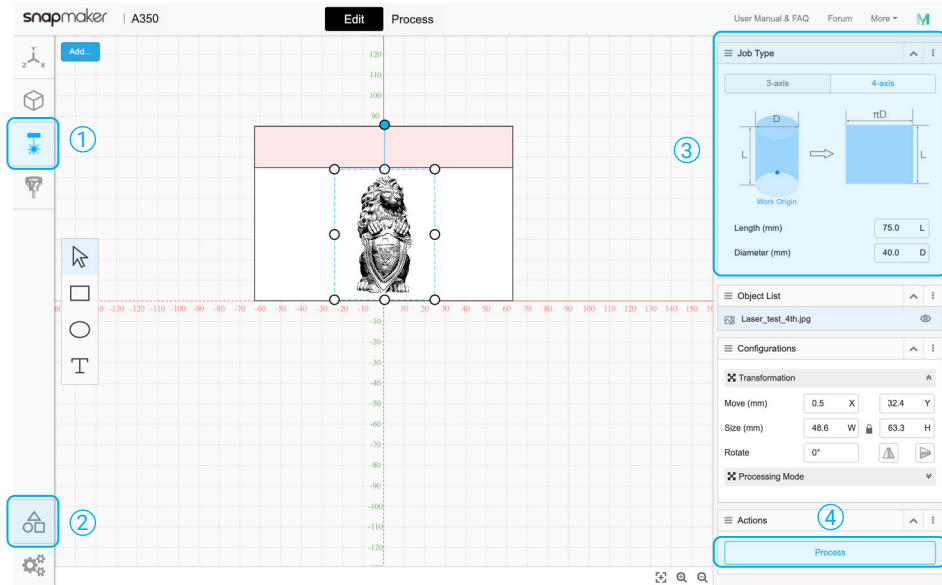 snapmaker | A350
Edit Process
User Manual & FAQ Forum More
Add...
Job Type
3-axis 4-axis
D
πD
L
L
Work Origin
Length (mm) 75.0 L
Diameter (mm) 40.0 D
Object List
Laser_test_4th.jpg
Configurations
Transformation
Move (mm) 0.5 X 32.4 Y
Size (mm) 48.6 W 63.3 H
Rotate 0°
Processing Mode
Actions
Process
1
2
3
4
Y
Z X
120
110
100
90
-130 -120 -110 -100 -90 -80 -70 -60 -50 -40 -30 -20 -10 10 20 30 40 50 60 70 80 90 100 110 120 130 140 150
-10
-20
-30
-40
-50
-60
-70
-80
-90
-100
-110
-120
T